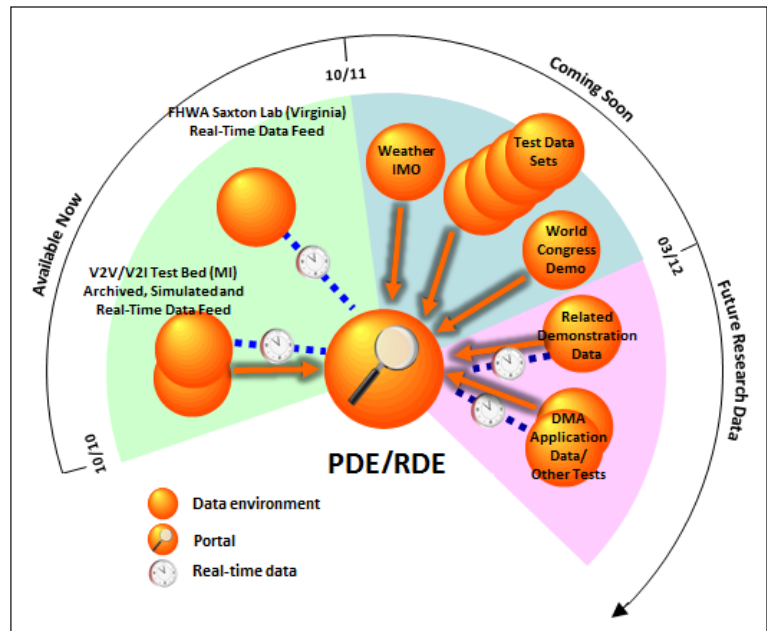 10/11
Coming Soon
FHWA Saxton Lab (Virginia)
Real-Time Data Feed
Weather
IMO
Test Data
Sets
World
Congress
Demo
03/12
Available Now
V2V/V2I Test Bed (MI)
Archived, Simulated and
Real-Time Data Feed
Related
Demonstration
Data
Future Research Data
DMA
Application
Data/
Other Tests
10/10
PDE/RDE
Data environment
Portal
Real-time data